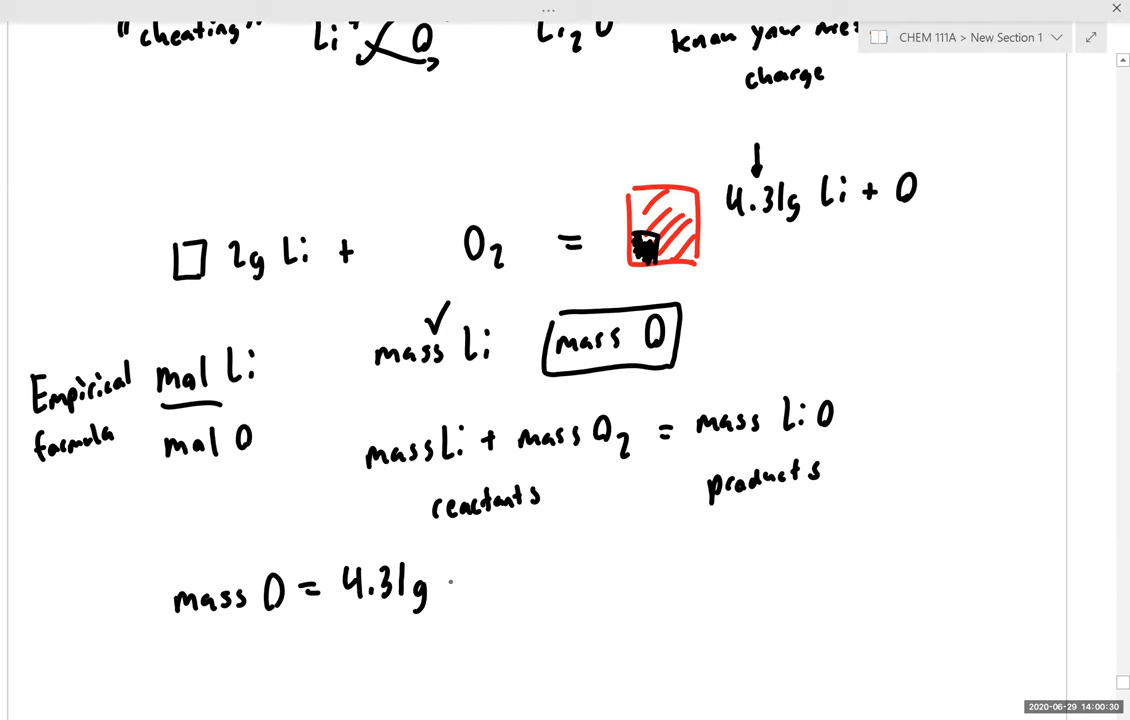 "cheating" Li + O Li2O know your me
charge
CHEM 111A > New Section 1
4.31g Li + O
2g Li + O2 =
mass Li mass O
Empirical formula
mol Li
mol O
mass Li + mass O2 = mass LiO
reactants products
mass O = 4.31g
2020-06-29 14:00:30